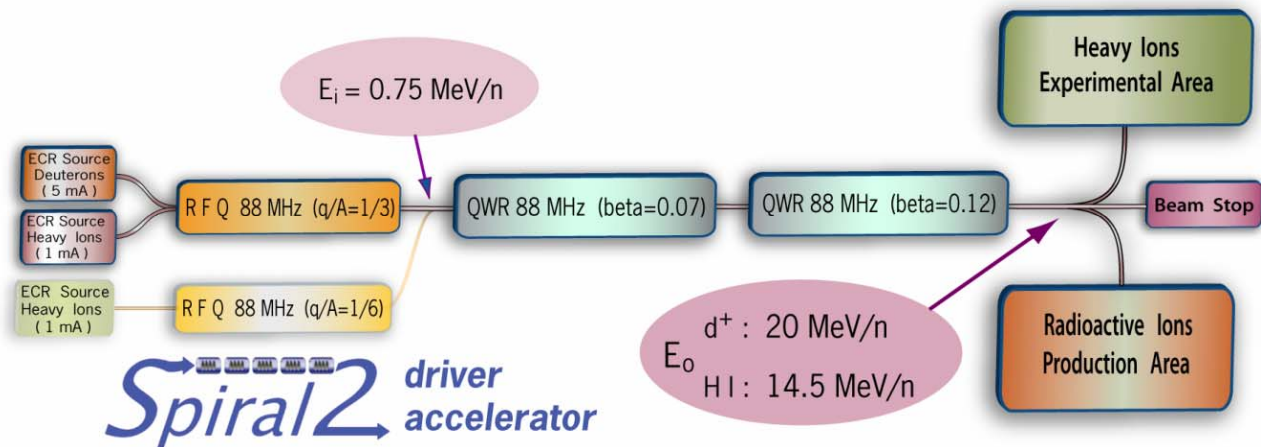 E_i = 0.75 MeV/n
Heavy Ions
Experimental Area
ECR Source
Deuterons
( 5 mA )
ECR Source
Heavy Ions
( 1 mA )
R F Q 88 MHz (q/A=1/3)
QWR 88 MHz (beta=0.07)
QWR 88 MHz (beta=0.12)
Beam Stop
ECR Source
Heavy Ions
( 1 mA )
R F Q 88 MHz (q/A=1/6)
E_o
d+ : 20 MeV/n
H I : 14.5 MeV/n
Radioactive Ions
Production Area
Spiral2
driver
accelerator